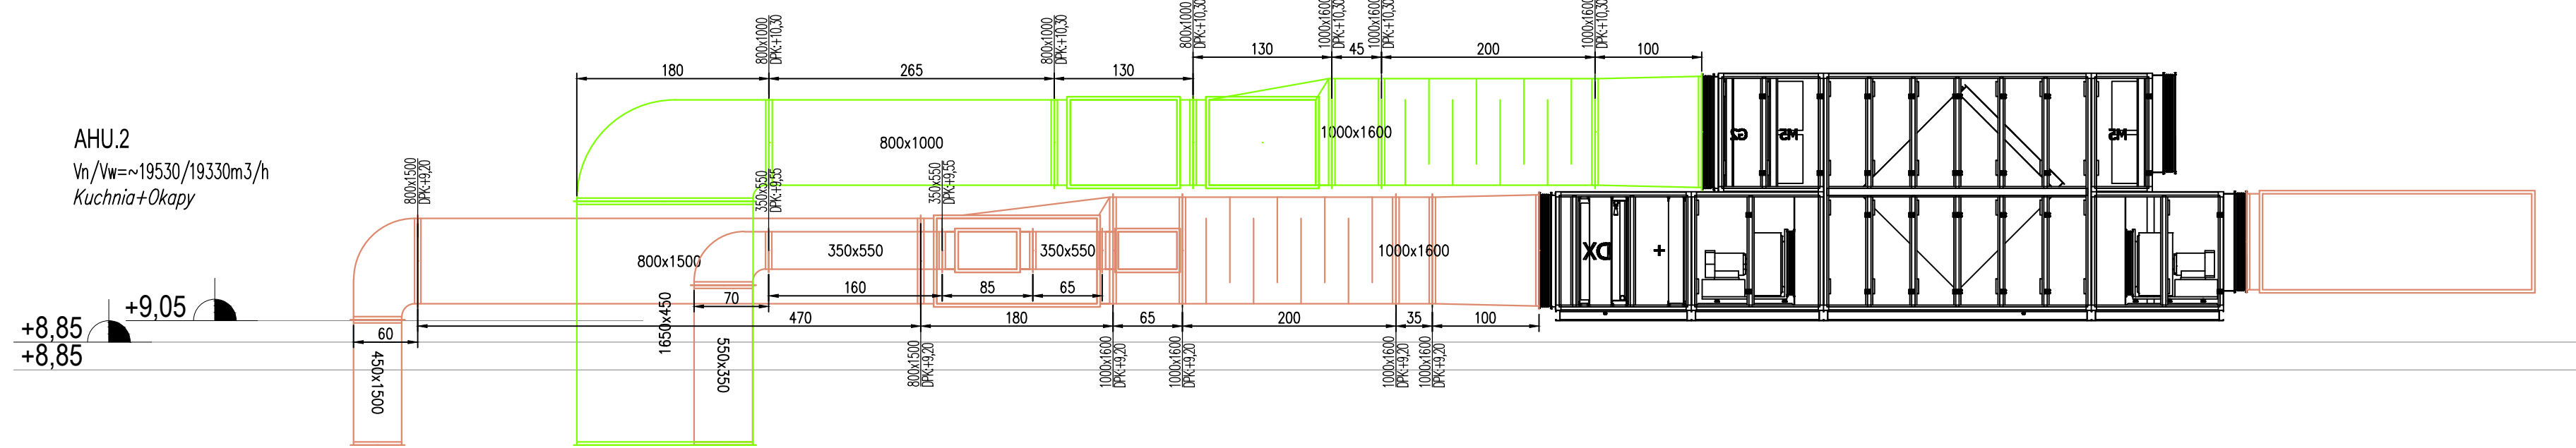 800x1000
DPK:+10,30
800x1000
DPK:+10,30
800x1000
DPK:+10,30
1000x1600
DPK:+10,30
1000x1600
DPK:+10,30
1000x1600
DPK:+10,30
130
45
200
100
180
265
130
AHU.2
Vn/Vw=~19530/19330m3/h
Kuchnia+Okapy
800x1000
1000x1600
G2
M5
M5
800x1500
DPK:+9,20
350x550
DPK:+9,55
350x550
DPK:+9,55
800x1500
350x550
350x550
1000x1600
DX
+
160
85
65
70
+9,05
+8,85
+8,85
470
180
65
200
35
100
60
450x1500
1650x450
550x350
800x1500
DPK:+9,20
1000x1600
DPK:+9,20
1000x1600
DPK:+9,20
1000x1600
DPK:+9,20
1000x1600
DPK:+9,20